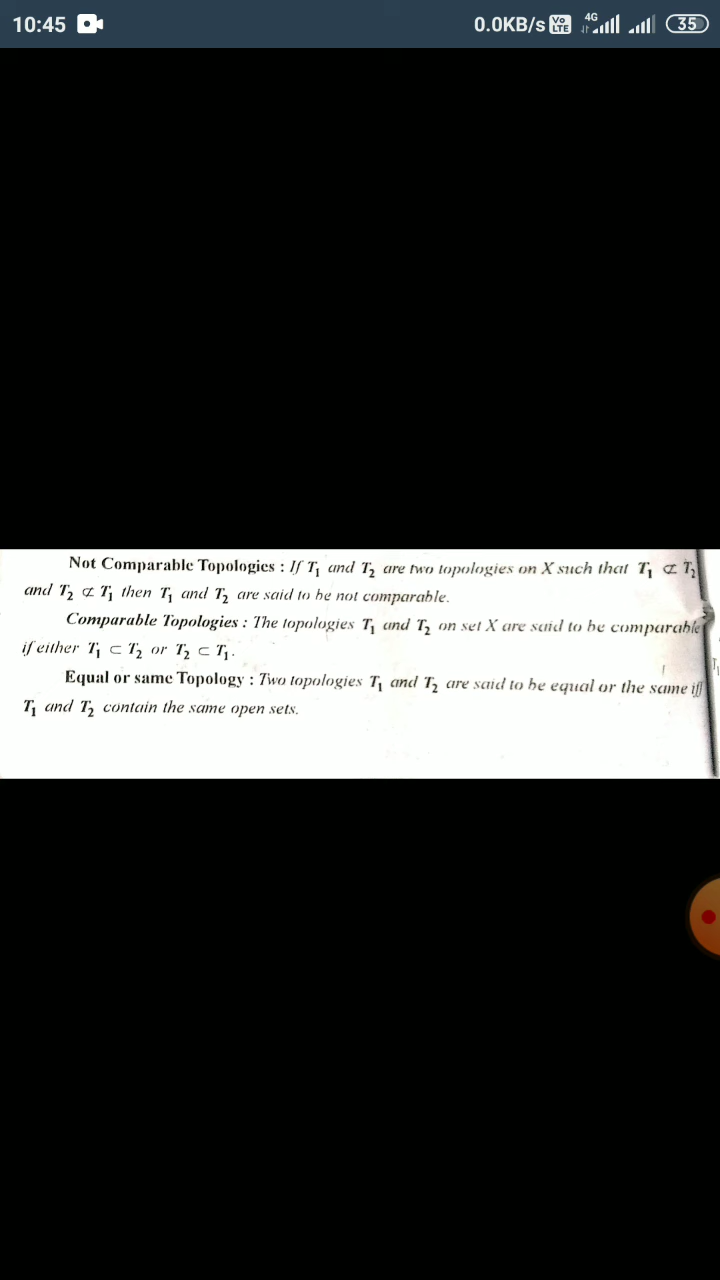 10:45 0.0KB/s Vo LTE 4G 35
Not Comparable Topologies : If T₁ and T₂ are two topologies on X such that T₁ ⊄ T₂
and T₂ ⊄ T₁ then T₁ and T₂ are said to be not comparable.
Comparable Topologies : The topologies T₁ and T₂ on set X are said to be comparable
if either T₁ ⊂ T₂ or T₂ ⊂ T₁.
Equal or same Topology : Two topologies T₁ and T₂ are said to be equal or the same iff
T₁ and T₂ contain the same open sets.